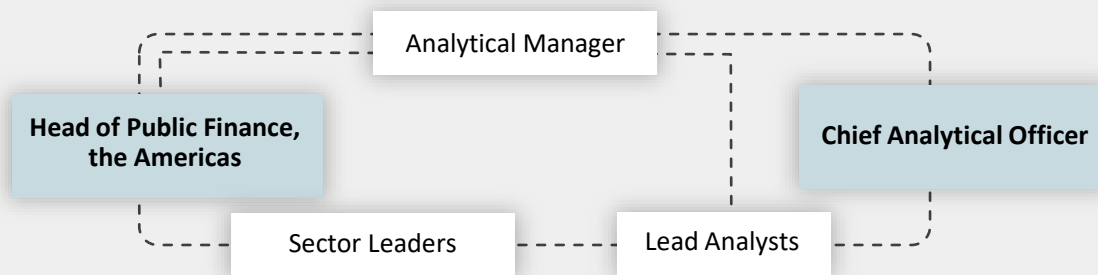 Analytical Manager
Head of Public Finance,
the Americas
Chief Analytical Officer
Sector Leaders
Lead Analysts